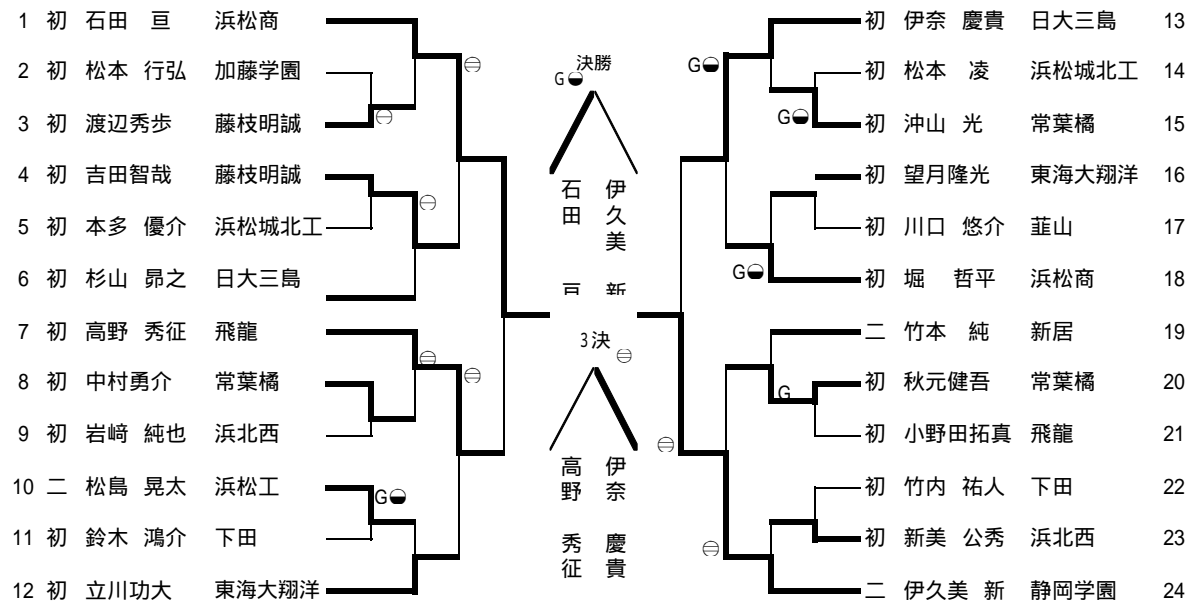 1 初 石田 亘 浜松商
2 初 松本 行弘 加藤学園
3 初 渡辺秀歩 藤枝明誠
4 初 吉田智哉 藤枝明誠
5 初 本多 優介 浜松城北工
6 初 杉山 昴之 日大三島
7 初 高野 秀征 飛龍
8 初 中村勇介 常葉橘
9 初 岩﨑 純也 浜北西
10 二 松島 晃太 浜松工
11 初 鈴木 鴻介 下田
12 初 立川功大 東海大翔洋
G
決勝
G
石田 亘
伊久美 新
3決
高野 秀征
伊奈 慶貴
G
G
G
G
初 伊奈 慶貴 日大三島 13
初 松本 凌 浜松城北工 14
初 沖山 光 常葉橘 15
初 望月隆光 東海大翔洋 16
初 川口 悠介 韮山 17
初 堀 哲平 浜松商 18
二 竹本 純 新居 19
初 秋元健吾 常葉橘 20
初 小野田拓真 飛龍 21
初 竹内 祐人 下田 22
初 新美 公秀 浜北西 23
二 伊久美 新 静岡学園 24